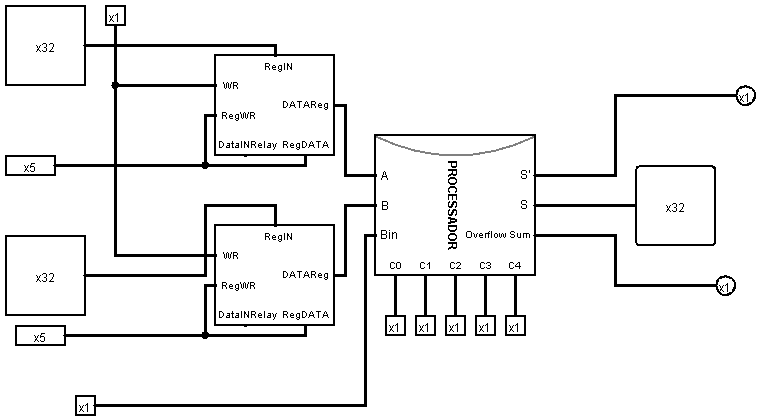 x1
x32
RegIN
WR
DATAReg
RegWR
DataINRelay RegDATA
x5
x1
PROCESSADOR
A
S'
B
S
x32
Bin
Overflow Sum
C0 C1 C2 C3 C4
x1 x1 x1 x1 x1
x1
RegIN
WR
x32
DATAReg
RegWR
DataINRelay RegDATA
x5
x1